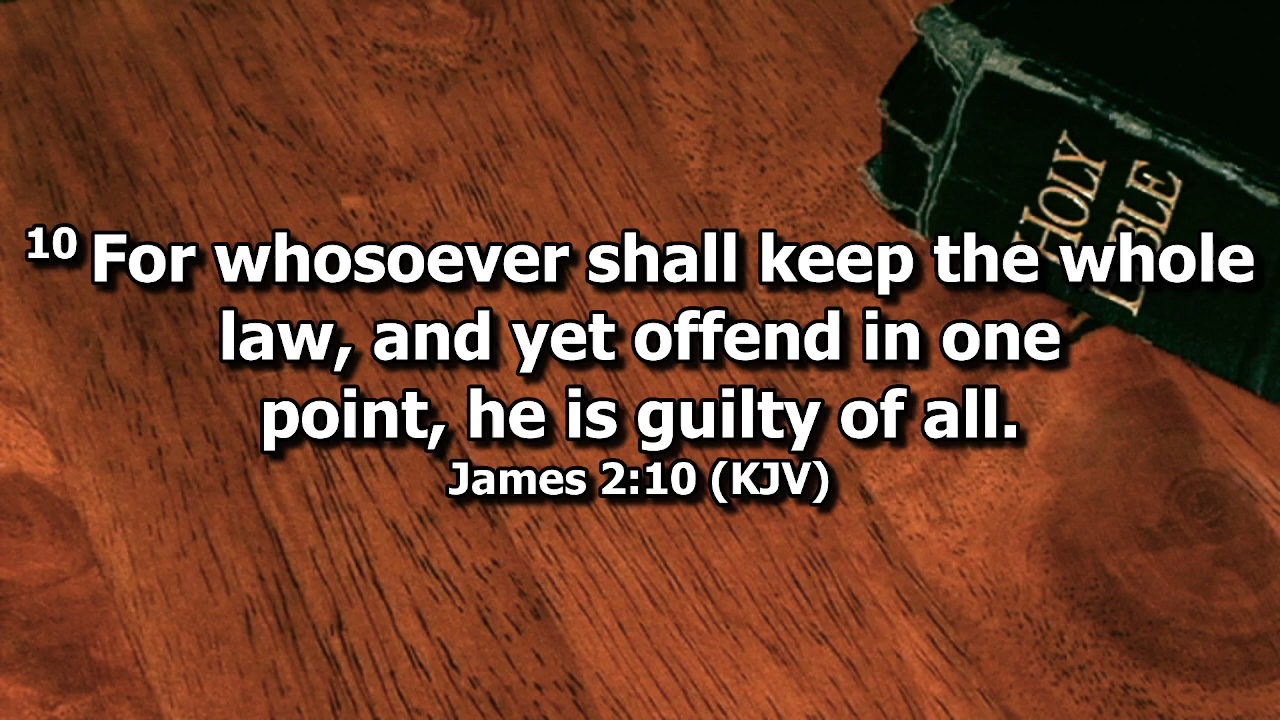 HOLY
BIBLE
10 For whosoever shall keep the whole
law, and yet offend in one
point, he is guilty of all.
James 2:10 (KJV)